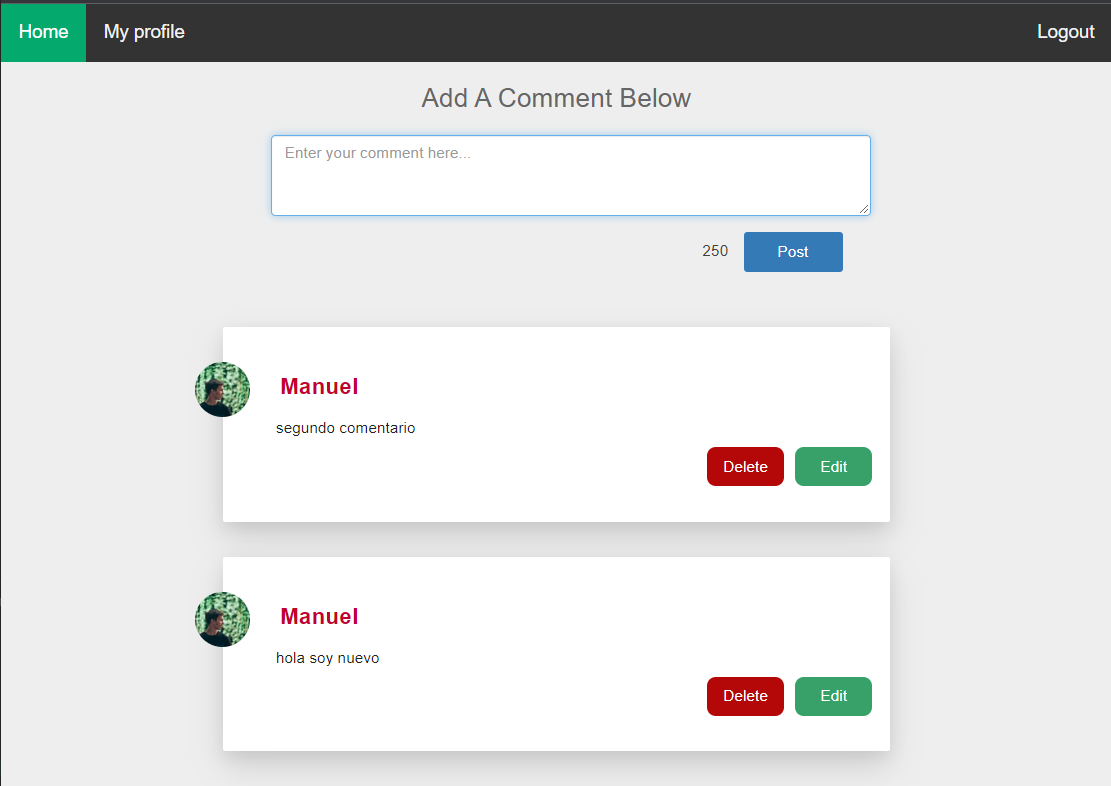 Home My profile Logout
Add A Comment Below
Enter your comment here...
250 Post
Manuel
segundo comentario
Delete Edit
Manuel
hola soy nuevo
Delete Edit